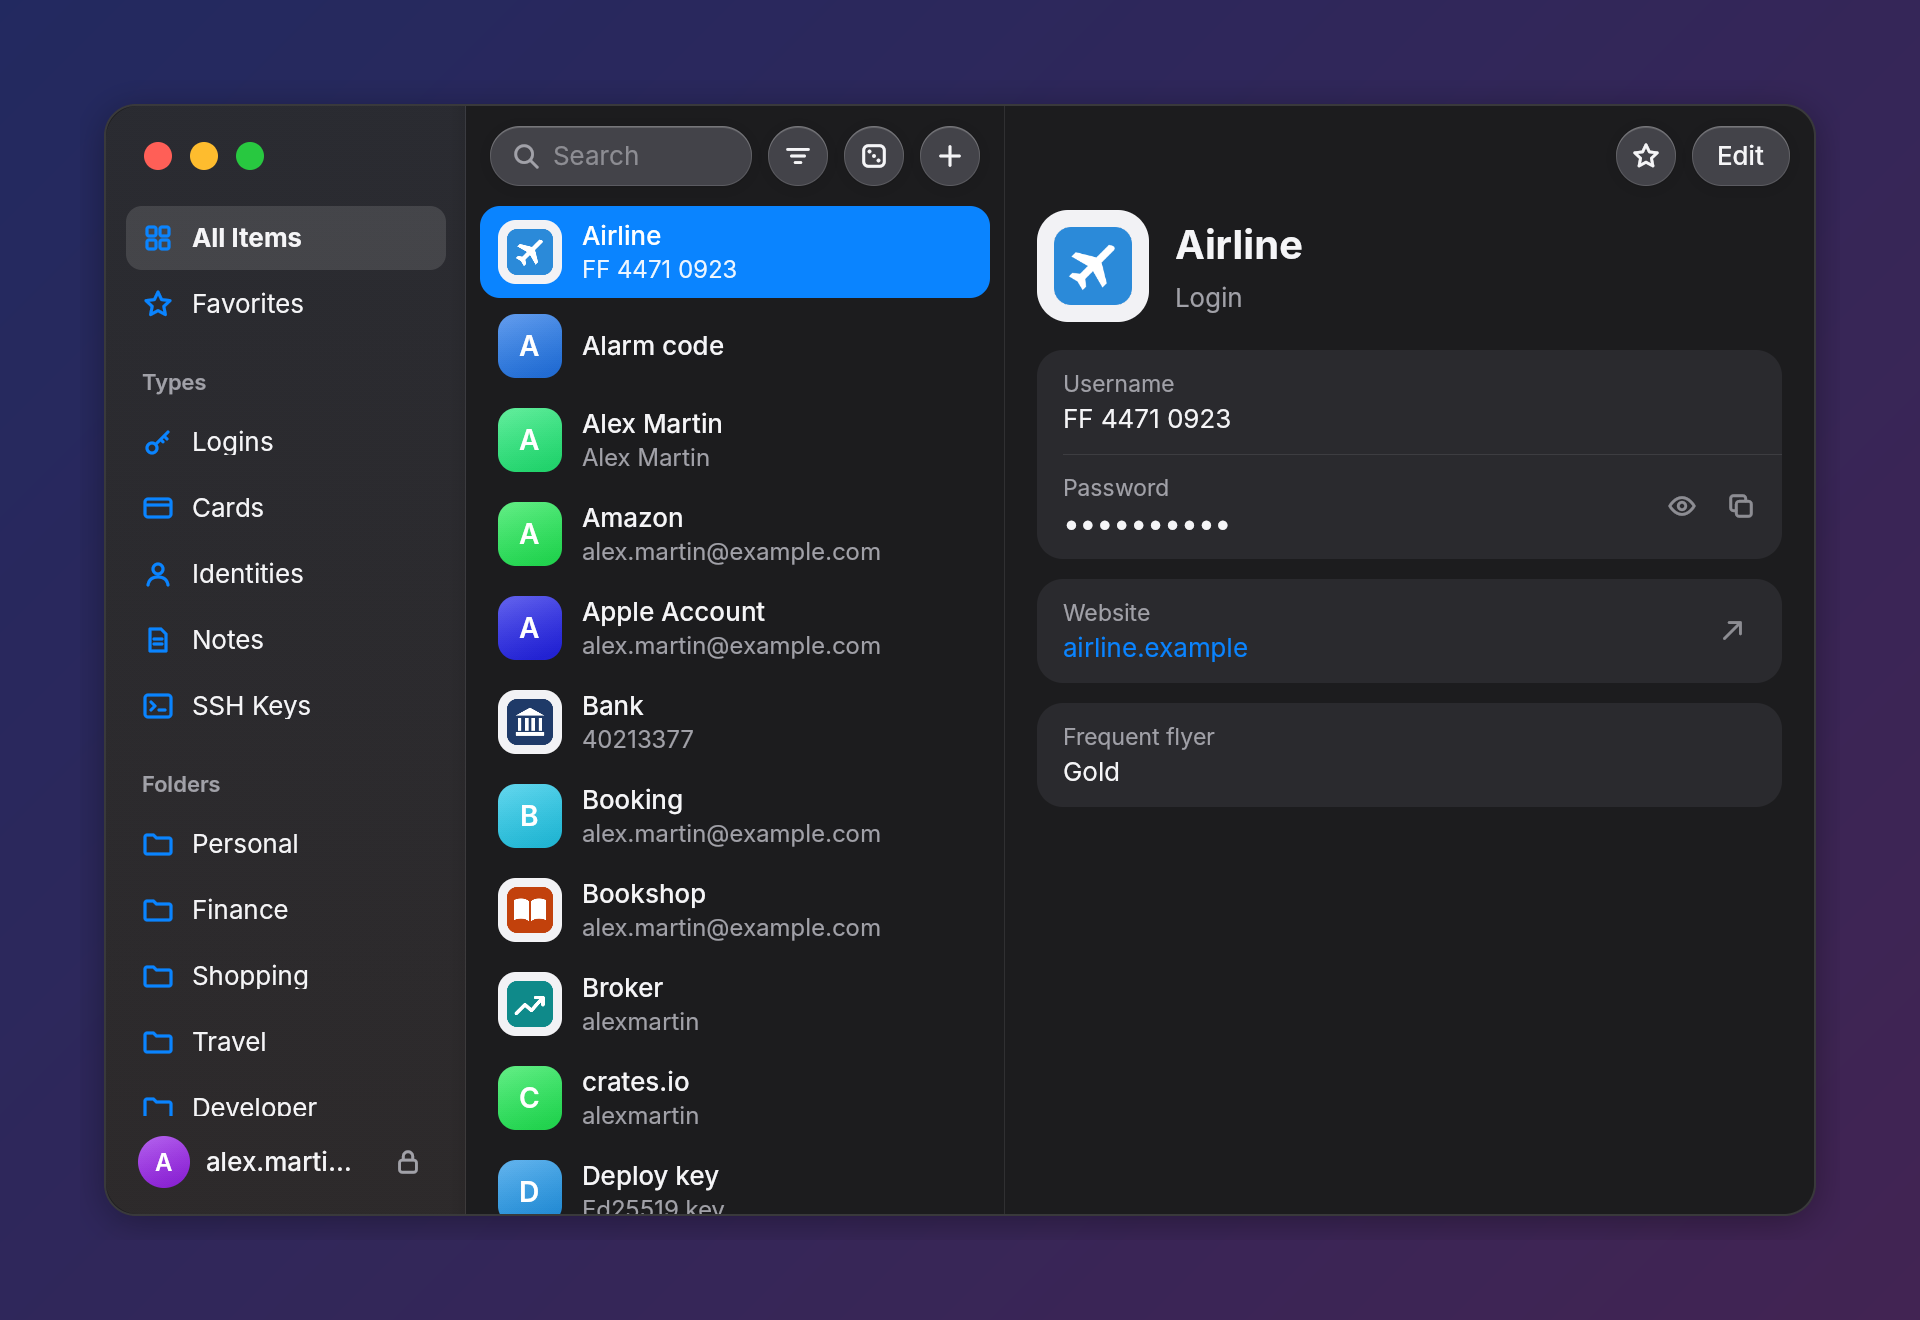 All Items
Favorites
Types
Logins
Cards
Identities
Notes
SSH Keys
Folders
Personal
Finance
Shopping
Travel
Developer
A
alex.marti...
Search
Airline
FF 4471 0923
A
Alarm code
A
Alex Martin
Alex Martin
A
Amazon
alex.martin@example.com
A
Apple Account
alex.martin@example.com
Bank
40213377
B
Booking
alex.martin@example.com
Bookshop
alex.martin@example.com
Broker
alexmartin
C
crates.io
alexmartin
D
Deploy key
Ed25519 key
Edit
Airline
Login
Username
FF 4471 0923
Password
••••••••••
Website
airline.example
Frequent flyer
Gold